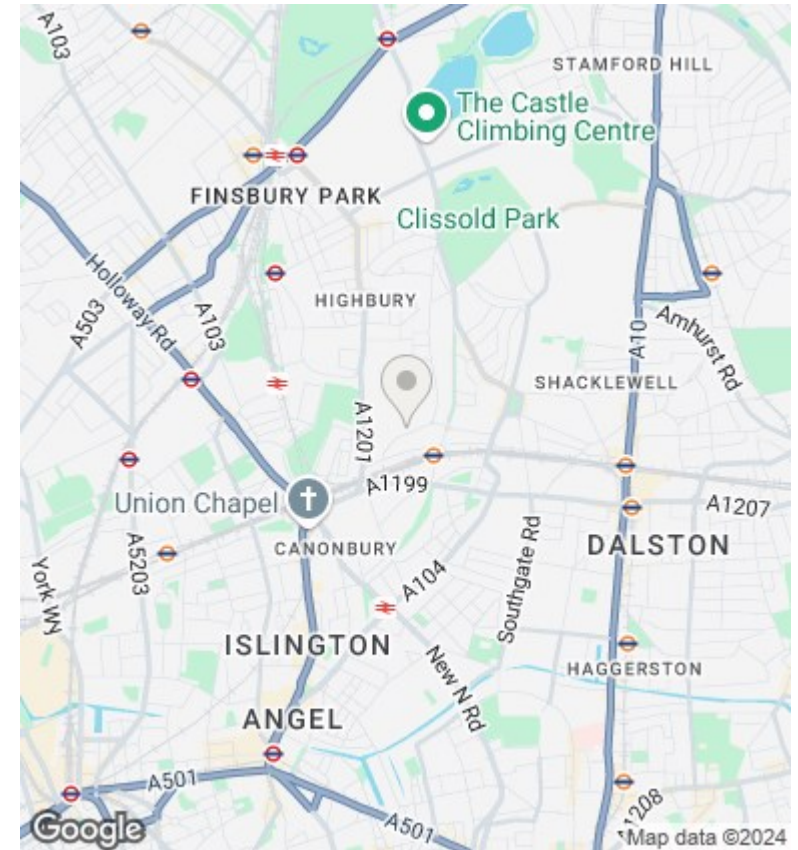 A103
STAMFORD HILL
The Castle
Climbing Centre
FINSBURY PARK
Clissold Park
Holloway Rd
A503
A103
HIGHBURY
A10
Amhurst Rd
SHACKLEWELL
A1201
A1199
Union Chapel
A1207
CANONBURY
DALSTON
York Wy
A5203
A104
Southgate Rd
ISLINGTON
New N Rd
HAGGERSTON
ANGEL
A501
A501
A1208
Google
Map data ©2024